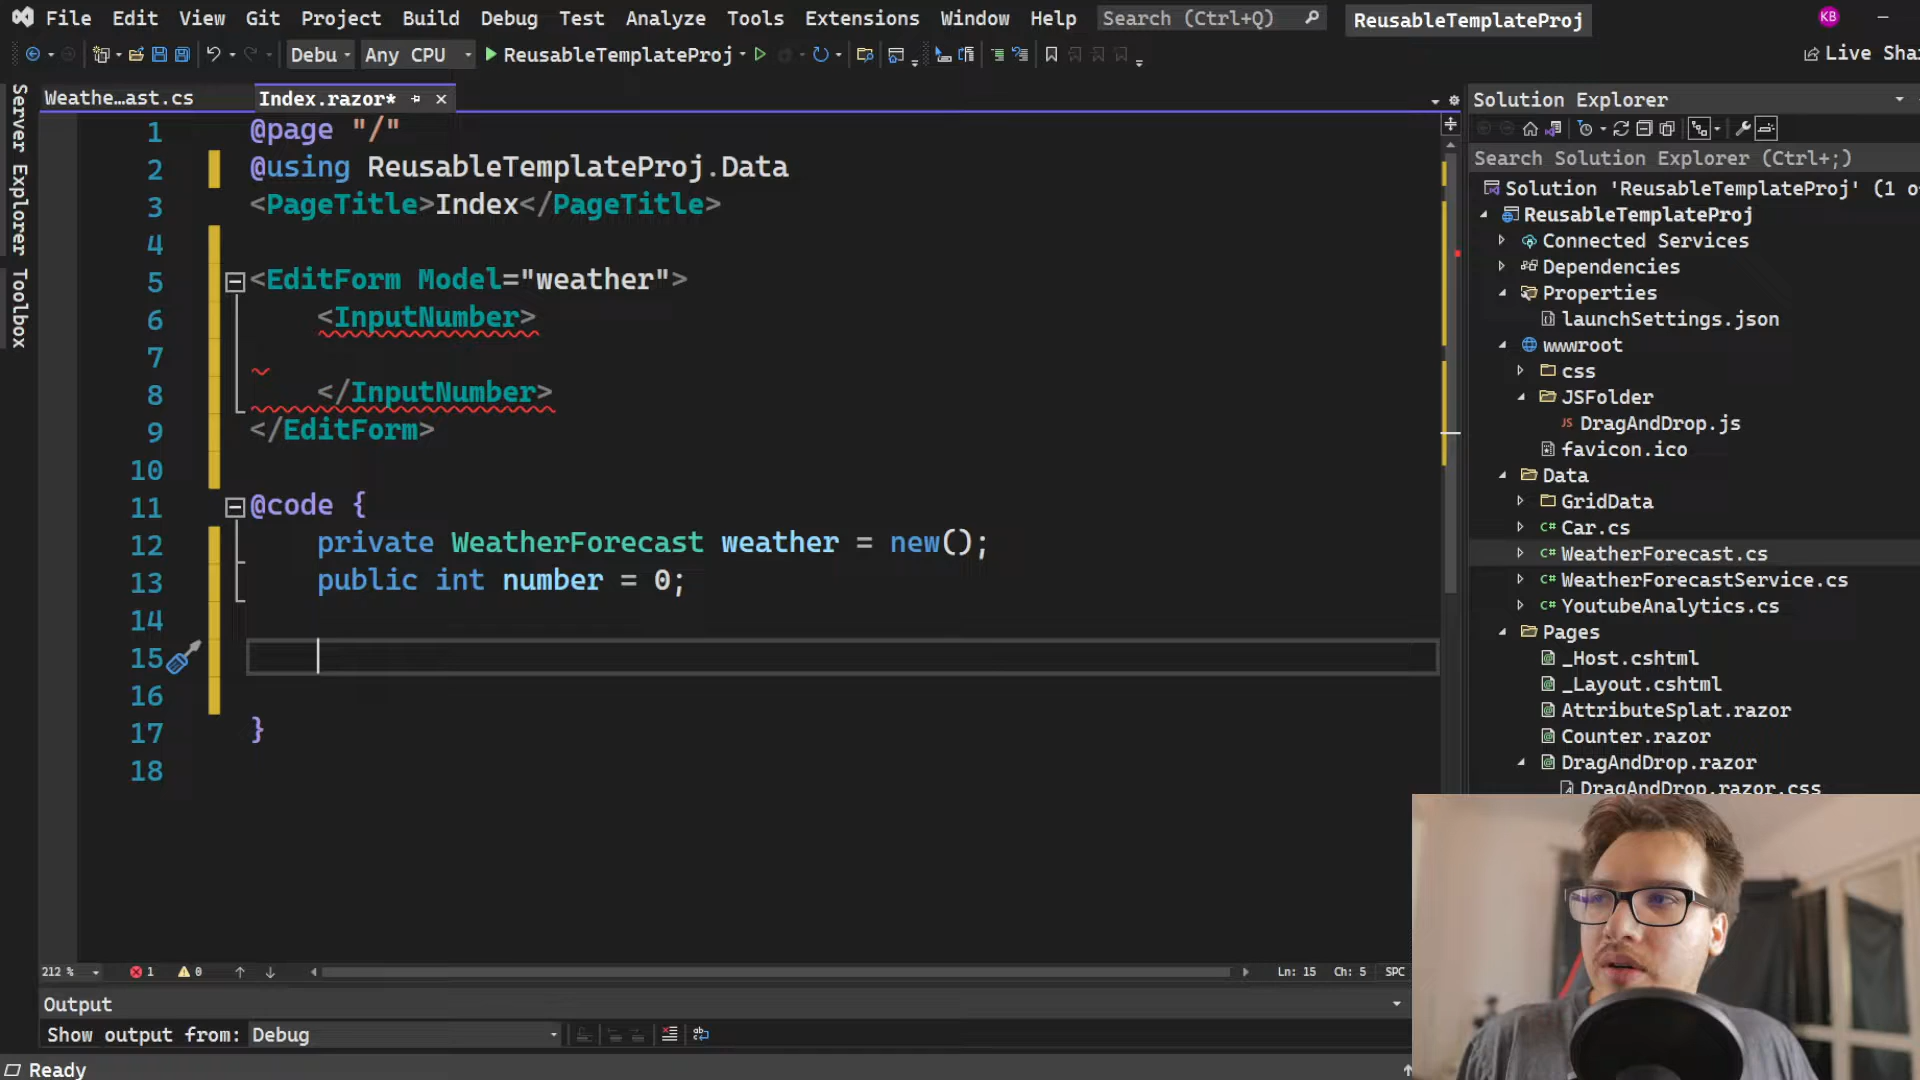 File Edit View Git Project Build Debug Test Analyze Tools Extensions Window Help Search (Ctrl+Q) ReusableTemplateProj KB
Debu Any CPU ReusableTemplateProj Live Sha
Server Explorer
Toolbox
Weathe…ast.cs Index.razor*
1 @page "/"
2 @using ReusableTemplateProj.Data
3 <PageTitle>Index</PageTitle>
4
5 <EditForm Model="weather">
6 <InputNumber>
7
8 </InputNumber>
9 </EditForm>
10
11 @code {
12 private WeatherForecast weather = new();
13 public int number = 0;
14
15
16
17 }
18
212 % 1 0 Ln: 15 Ch: 5 SPC
Output
Show output from: Debug
Ready
Solution Explorer
Search Solution Explorer (Ctrl+;)
Solution 'ReusableTemplateProj' (1 o
ReusableTemplateProj
Connected Services
Dependencies
Properties
launchSettings.json
wwwroot
css
JSFolder
JS DragAndDrop.js
favicon.ico
Data
GridData
C# Car.cs
C# WeatherForecast.cs
C# WeatherForecastService.cs
C# YoutubeAnalytics.cs
Pages
_Host.cshtml
_Layout.cshtml
AttributeSplat.razor
Counter.razor
DragAndDrop.razor
DragAndDrop.razor.css